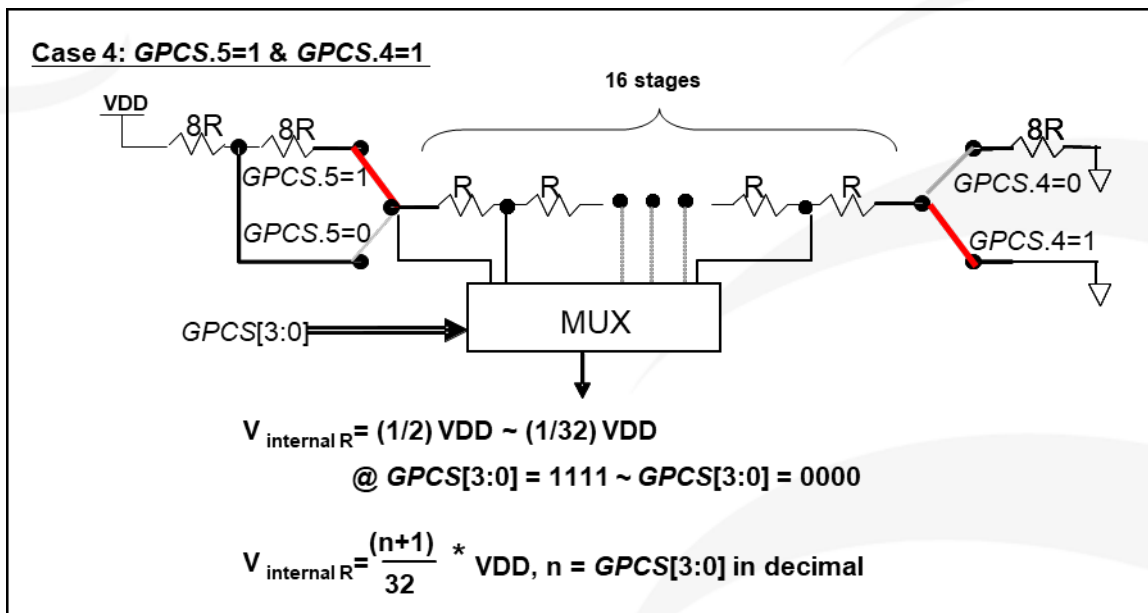 Case 4: GPCS.5=1 & GPCS.4=1
16 stages
VDD
8R
8R
8R
GPCS.5=1
R
R
R
R
GPCS.4=0
GPCS.5=0
GPCS.4=1
MUX
GPCS[3:0]
V internal R= (1/2) VDD ~ (1/32) VDD
@ GPCS[3:0] = 1111 ~ GPCS[3:0] = 0000
V internal R= (n+1) / 32 * VDD, n = GPCS[3:0] in decimal